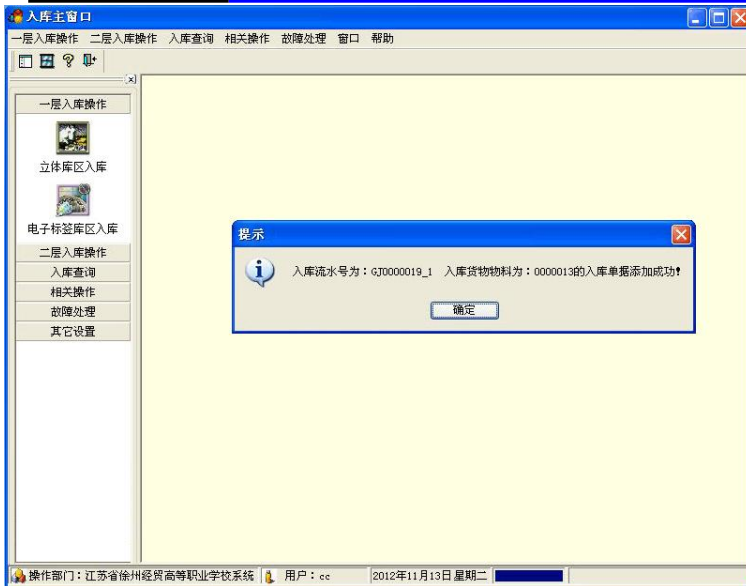 入库主窗口
一层入库操作 二层入库操作 入库查询 相关操作 故障处理 窗口 帮助
一层入库操作
立体库区入库
电子标签库区入库
二层入库操作
入库查询
相关操作
故障处理
其它设置
提示
入库流水号为：GJ0000019_1 入库货物物料为：0000013的入库单据添加成功！
确定
操作部门：江苏省徐州经贸高等职业学校系统 用户：cc 2012年11月13日 星期二